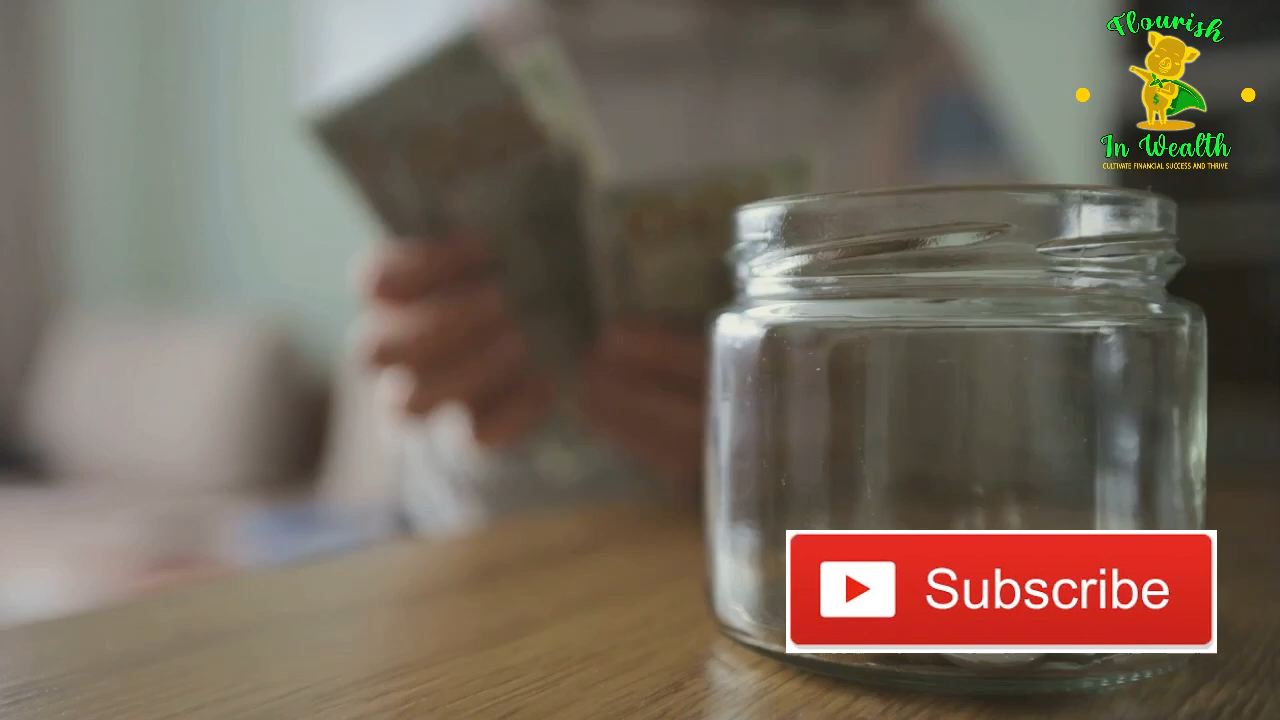 Flourish
$
In Wealth
CULTIVATE FINANCIAL SUCCESS AND THRIVE
Subscribe